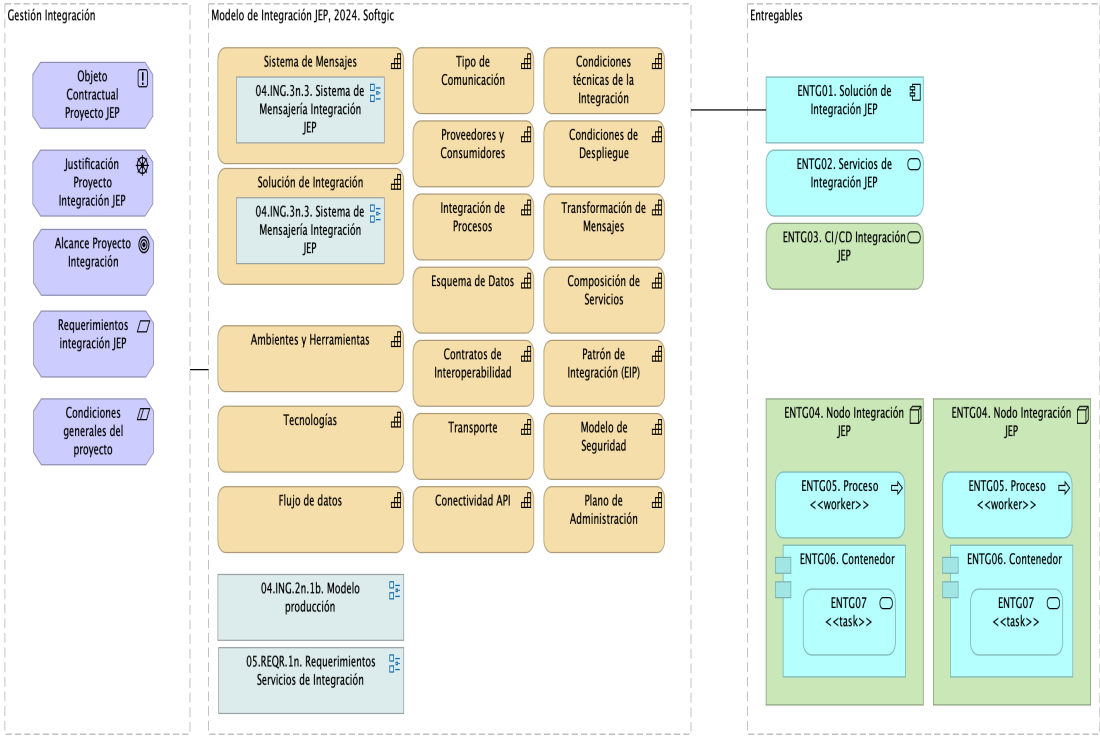 Gestión Integración
Objeto
Contractual
Proyecto JEP
Justificación
Proyecto
Integración JEP
Alcance Proyecto
Integración
Requerimientos
integración JEP
Condiciones
generales del
proyecto
Modelo de Integración JEP, 2024. Softgic
Sistema de Mensajes
04.ING.3n.3. Sistema de
Mensajería Integración
JEP
Solución de Integración
04.ING.3n.3. Sistema de
Mensajería Integración
JEP
Ambientes y Herramientas
Tecnologías
Flujo de datos
04.ING.2n.1b. Modelo
producción
05.REQR.1n. Requerimientos
Servicios de Integración
Tipo de
Comunicación
Proveedores y
Consumidores
Integración de
Procesos
Esquema de Datos
Contratos de
Interoperabilidad
Transporte
Conectividad API
Condiciones
técnicas de la
Integración
Condiciones de
Despliegue
Transformación de
Mensajes
Composición de
Servicios
Patrón de
Integración (EIP)
Modelo de
Seguridad
Plano de
Administración
Entregables
ENTG01. Solución de
Integración JEP
ENTG02. Servicios de
Integración JEP
ENTG03. CI/CD Integración
JEP
ENTG04. Nodo Integración
JEP
ENTG05. Proceso
<<worker>>
ENTG06. Contenedor
ENTG07
<<task>>
ENTG04. Nodo Integración
JEP
ENTG05. Proceso
<<worker>>
ENTG06. Contenedor
ENTG07
<<task>>